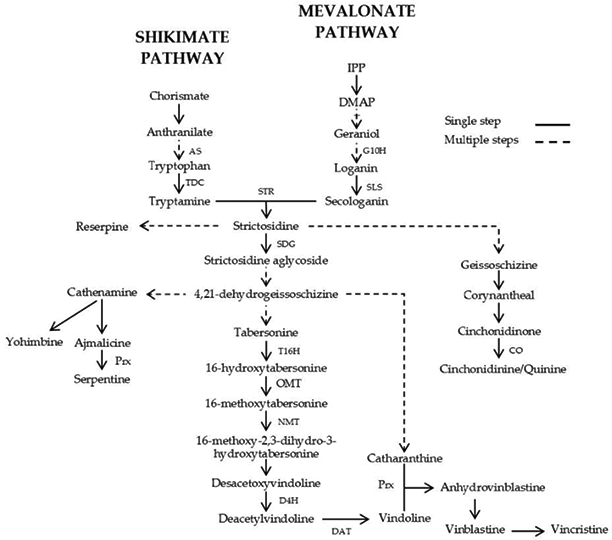 MEVALONATE
PATHWAY
SHIKIMATE
PATHWAY
IPP
DMAP
Chorismate
Geraniol
Single step
Anthranilate
Multiple steps
G10H
AS
Loganin
Tryptophan
TDC
SLS
STR
Tryptamine
Secologanin
Reserpine
Strictosidine
SDG
Strictosidine aglycoside
Geissoschizine
Cathenamine
4,21-dehydrogeissoschizine
Corynantheal
Tabersonine
Cinchonidinone
Yohimbine
Ajmalicine
T16H
CO
Prx
16-hydroxytabersonine
Cinchonidinine/Quinine
Serpentine
OMT
16-methoxytabersonine
NMT
16-methoxy-2,3-dihydro-3-
hydroxytabersonine
Catharanthine
Desacetoxyvindoline
Prx
Anhydrovinblastine
D4H
Deacetylvindoline
DAT
Vindoline
Vinblastine
Vincristine